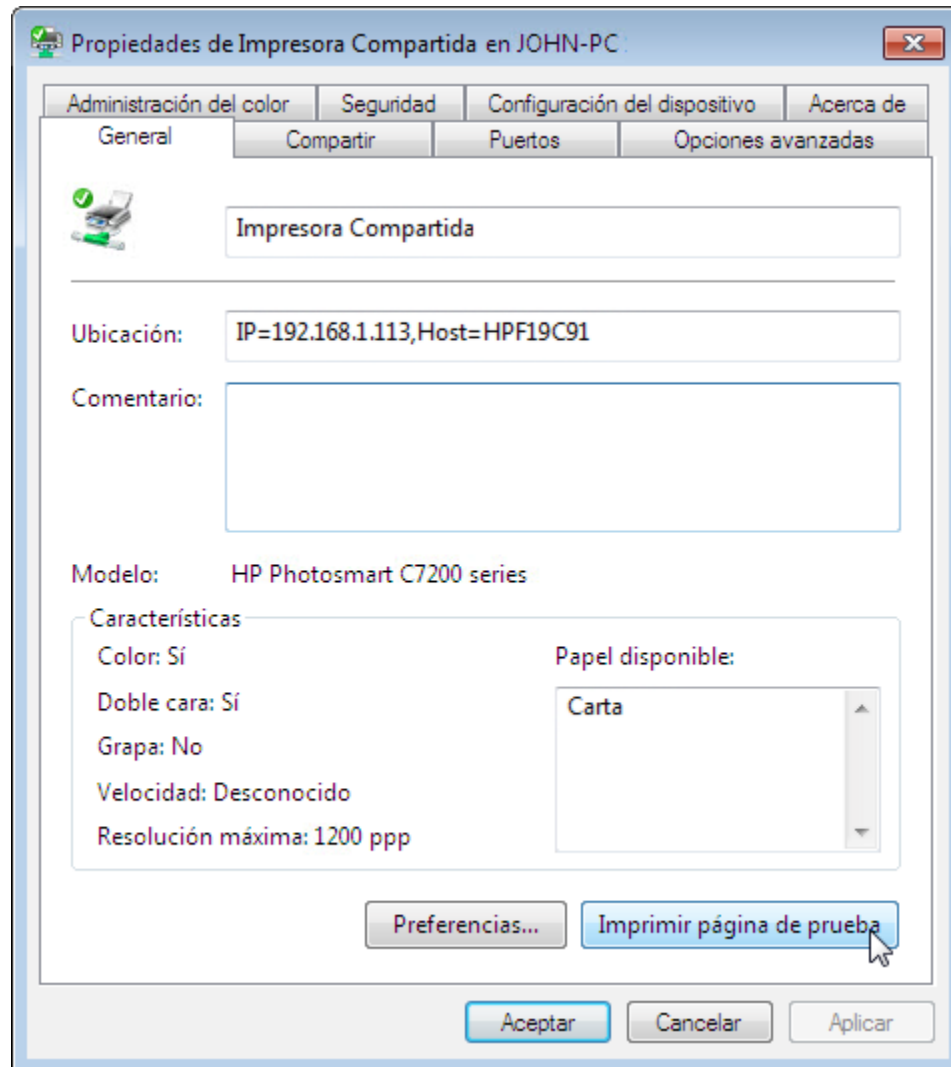 Propiedades de Impresora Compartida en JOHN-PC
Administración del color Seguridad Configuración del dispositivo Acerca de
General Compartir Puertos Opciones avanzadas
Impresora Compartida
Ubicación: IP=192.168.1.113,Host=HPF19C91
Comentario:
Modelo: HP Photosmart C7200 series
Características
Color: Sí Papel disponible:
Doble cara: Sí Carta
Grapa: No
Velocidad: Desconocido
Resolución máxima: 1200 ppp
Preferencias... Imprimir página de prueba
Aceptar Cancelar Aplicar